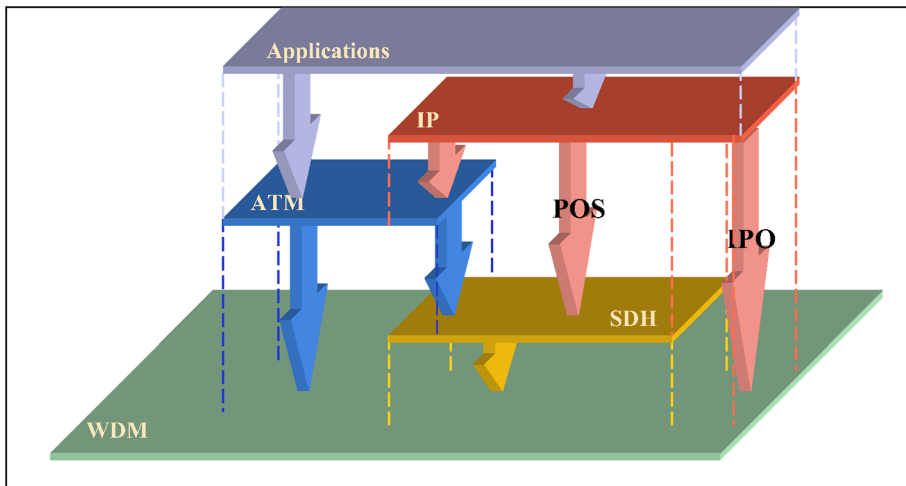 Applications
IP
ATM
POS
IPO
SDH
WDM